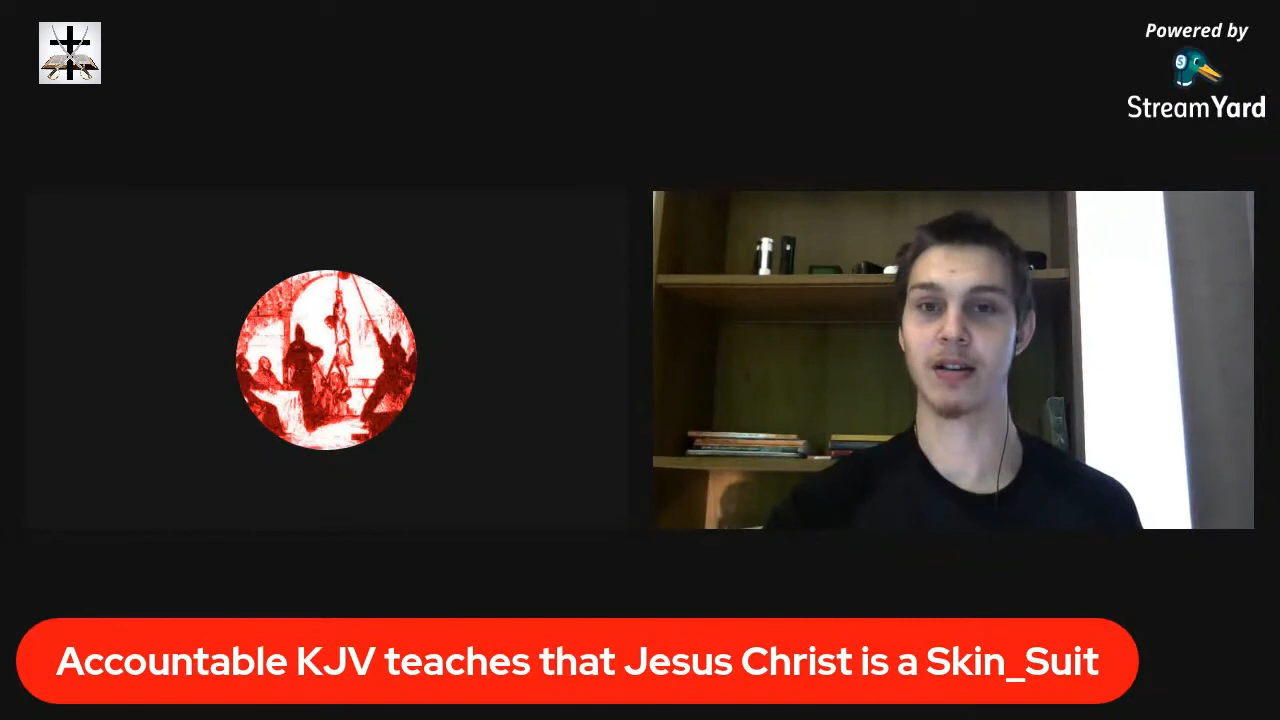 Powered by
S
StreamYard
Accountable KJV teaches that Jesus Christ is a Skin_Suit